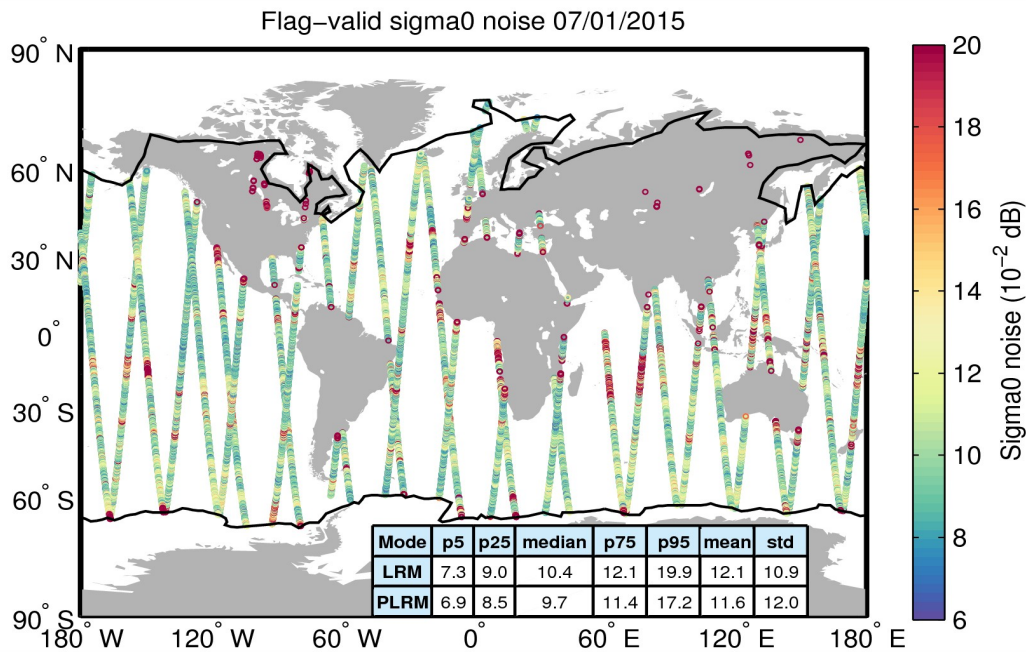 Flag−valid sigma0 noise 07/01/2015
90° N
60° N
30° N
0°
30° S
60° S
90° S
180° W
120° W
60° W
0°
60° E
120° E
180° E
20
18
16
14
12
10
8
6
Sigma0 noise (10⁻² dB)
Mode p5 p25 median p75 p95 mean std
LRM 7.3 9.0 10.4 12.1 19.9 12.1 10.9
PLRM 6.9 8.5 9.7 11.4 17.2 11.6 12.0